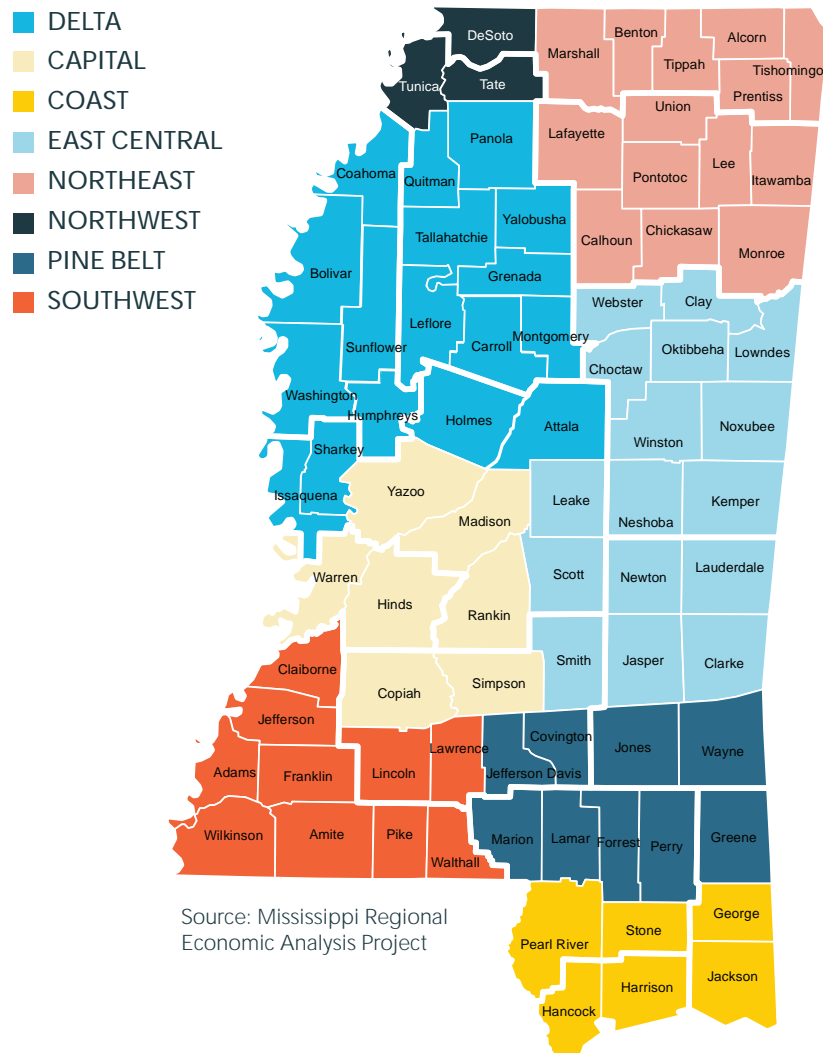 DELTA
CAPITAL
COAST
EAST CENTRAL
NORTHEAST
NORTHWEST
PINE BELT
SOUTHWEST
DeSoto
Benton
Alcorn
Marshall
Tippah
Tishomingo
Tunica
Tate
Prentiss
Union
Panola
Lafayette
Coahoma
Quitman
Pontotoc
Lee
Itawamba
Yalobusha
Tallahatchie
Calhoun
Chickasaw
Monroe
Bolivar
Grenada
Webster
Clay
Leflore
Sunflower
Carroll
Montgomery
Oktibbeha
Lowndes
Choctaw
Washington
Humphreys
Holmes
Attala
Winston
Noxubee
Sharkey
Issaquena
Yazoo
Madison
Leake
Neshoba
Kemper
Warren
Hinds
Rankin
Scott
Newton
Lauderdale
Claiborne
Copiah
Simpson
Smith
Jasper
Clarke
Jefferson
Lawrence
Covington
Jones
Wayne
Adams
Franklin
Lincoln
Jefferson Davis
Wilkinson
Amite
Pike
Walthall
Marion
Lamar
Forrest
Perry
Greene
Source: Mississippi Regional
Economic Analysis Project
Pearl River
Stone
George
Hancock
Harrison
Jackson